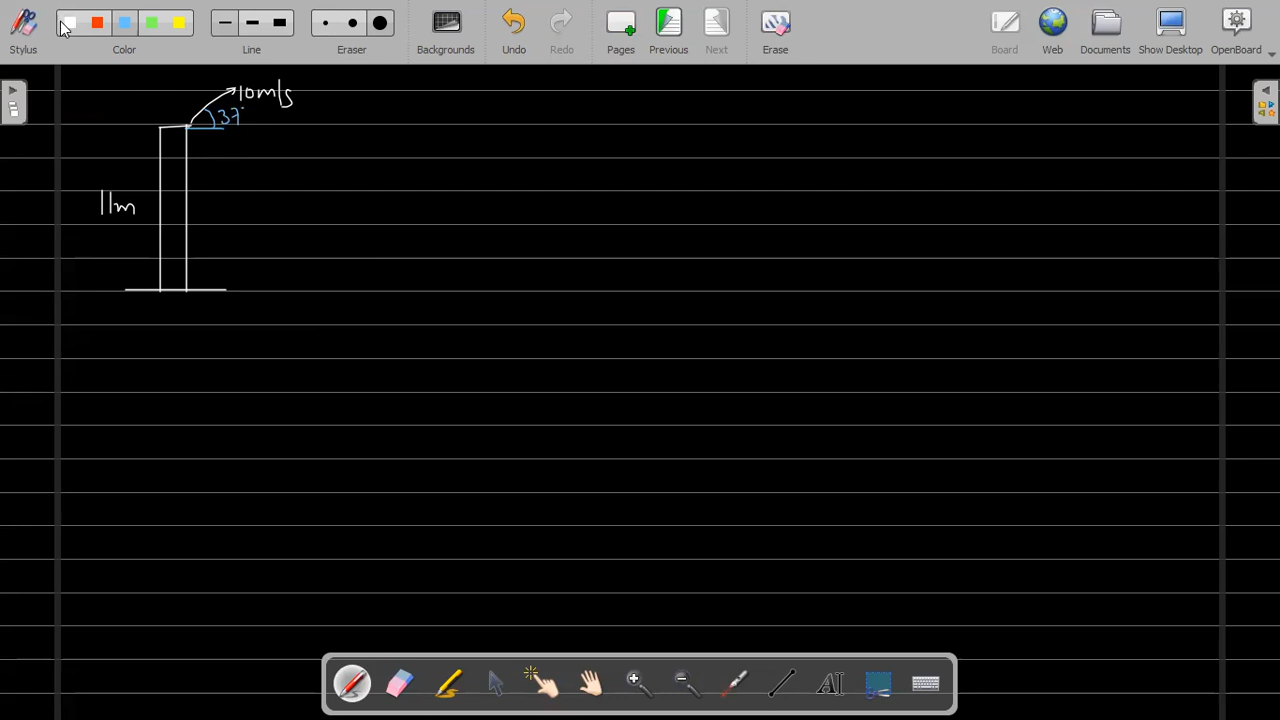 Stylus
Color
Line
Eraser
Backgrounds
Undo
Redo
Pages
Previous
Next
Erase
Board
Web
Documents
Show Desktop
OpenBoard
10m/s
37°
11m
AI